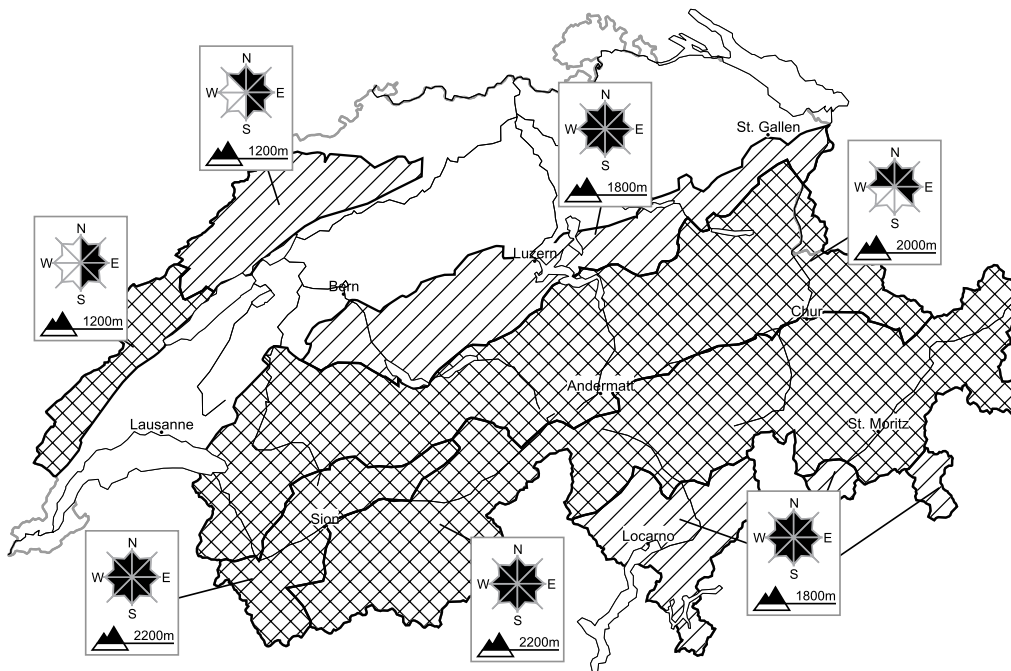 N
W E
S
1200m
N
W E
S
1800m
St. Gallen
N
W E
S
2000m
N
W E
S
1200m
Luzern
Bern
Chur
Andermatt
Lausanne
St. Moritz
Sion
Locarno
N
W E
S
2200m
N
W E
S
2200m
N
W E
S
1800m